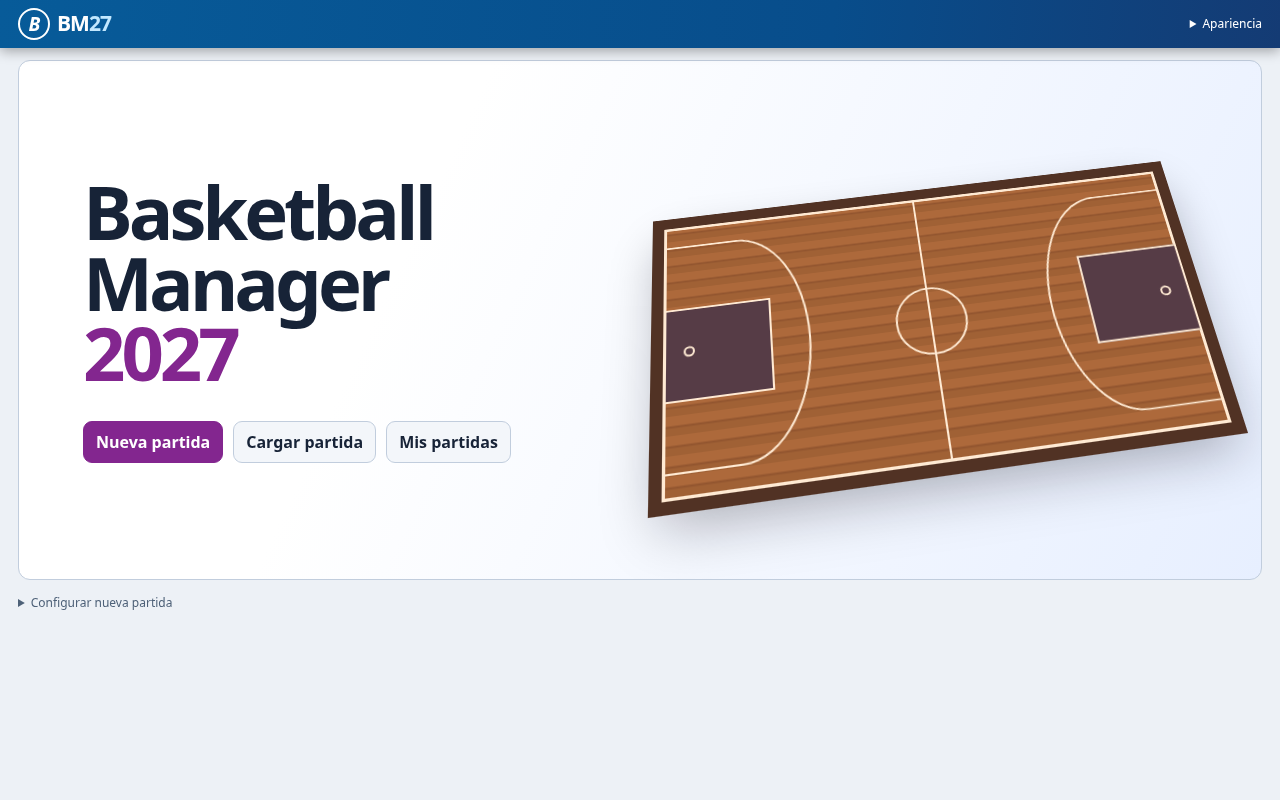 B BM27
Apariencia
Basketball
Manager
2027
Nueva partida
Cargar partida
Mis partidas
Configurar nueva partida